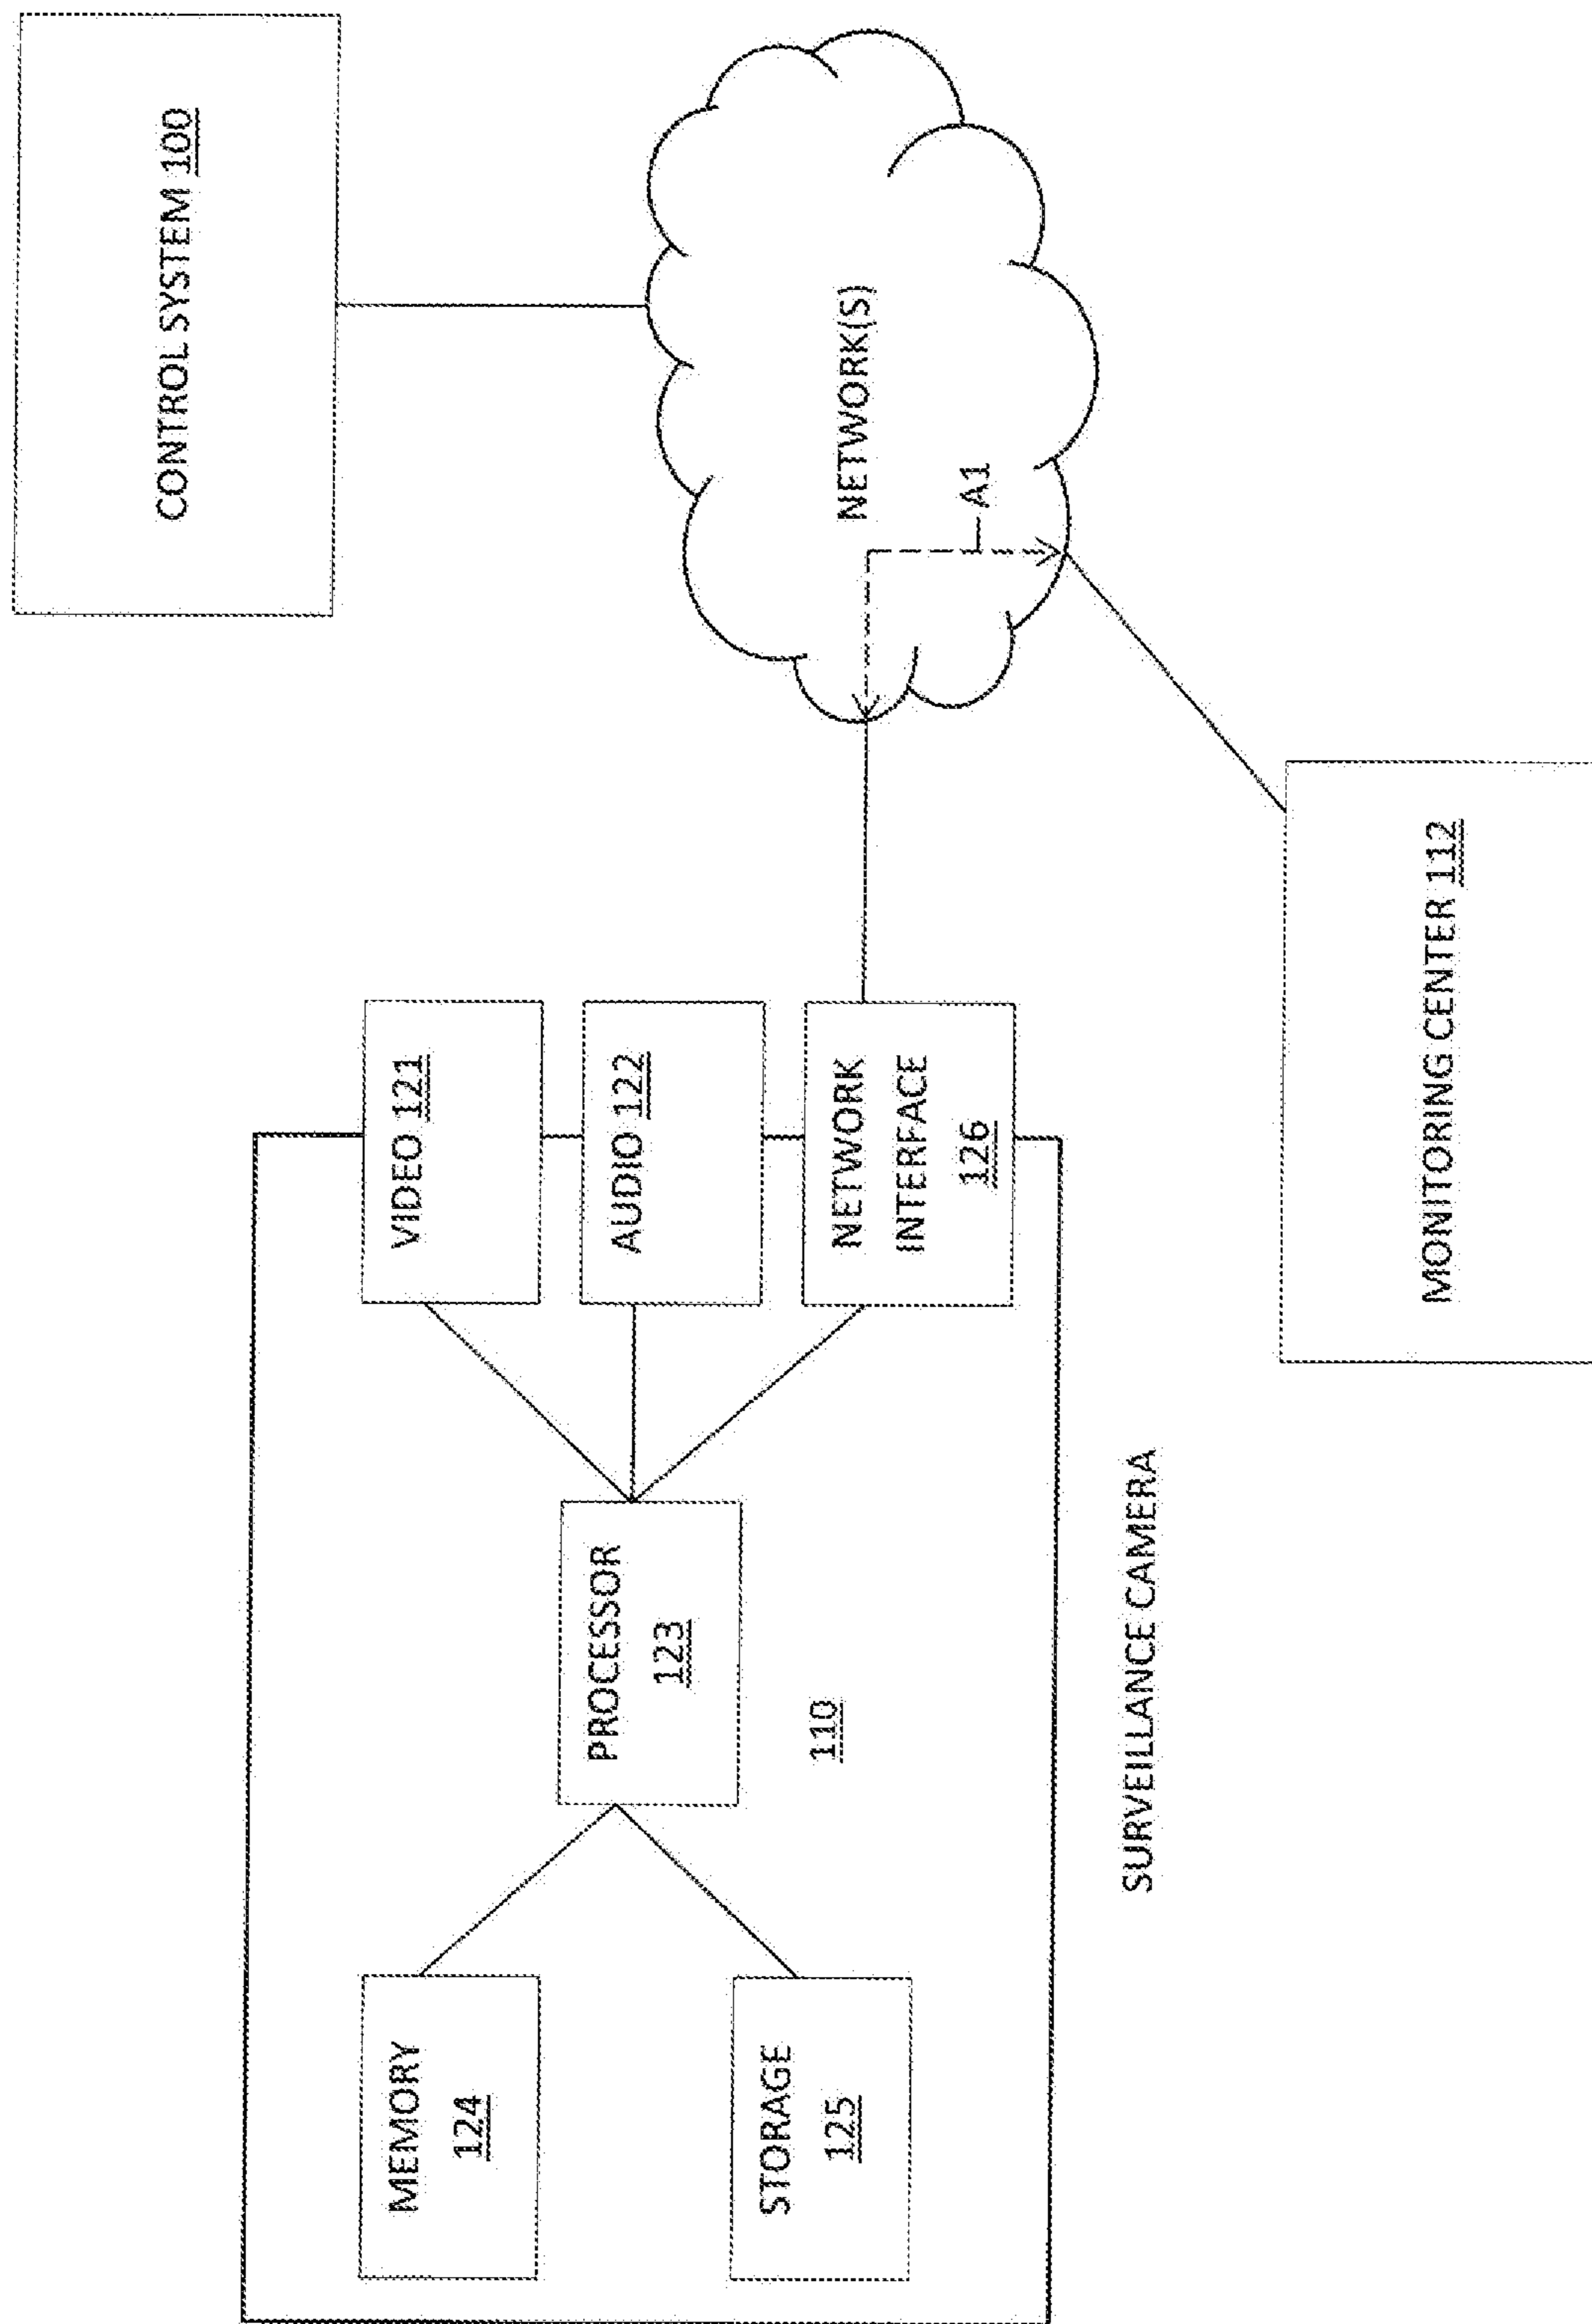 CONTROL SYSTEM 100
MEMORY
124
VIDEO 121
PROCESSOR
123
AUDIO 122
NETWORK(S)
A1
STORAGE
125
110
NETWORK
INTERFACE
126
SURVEILLANCE CAMERA
MONITORING CENTER 112